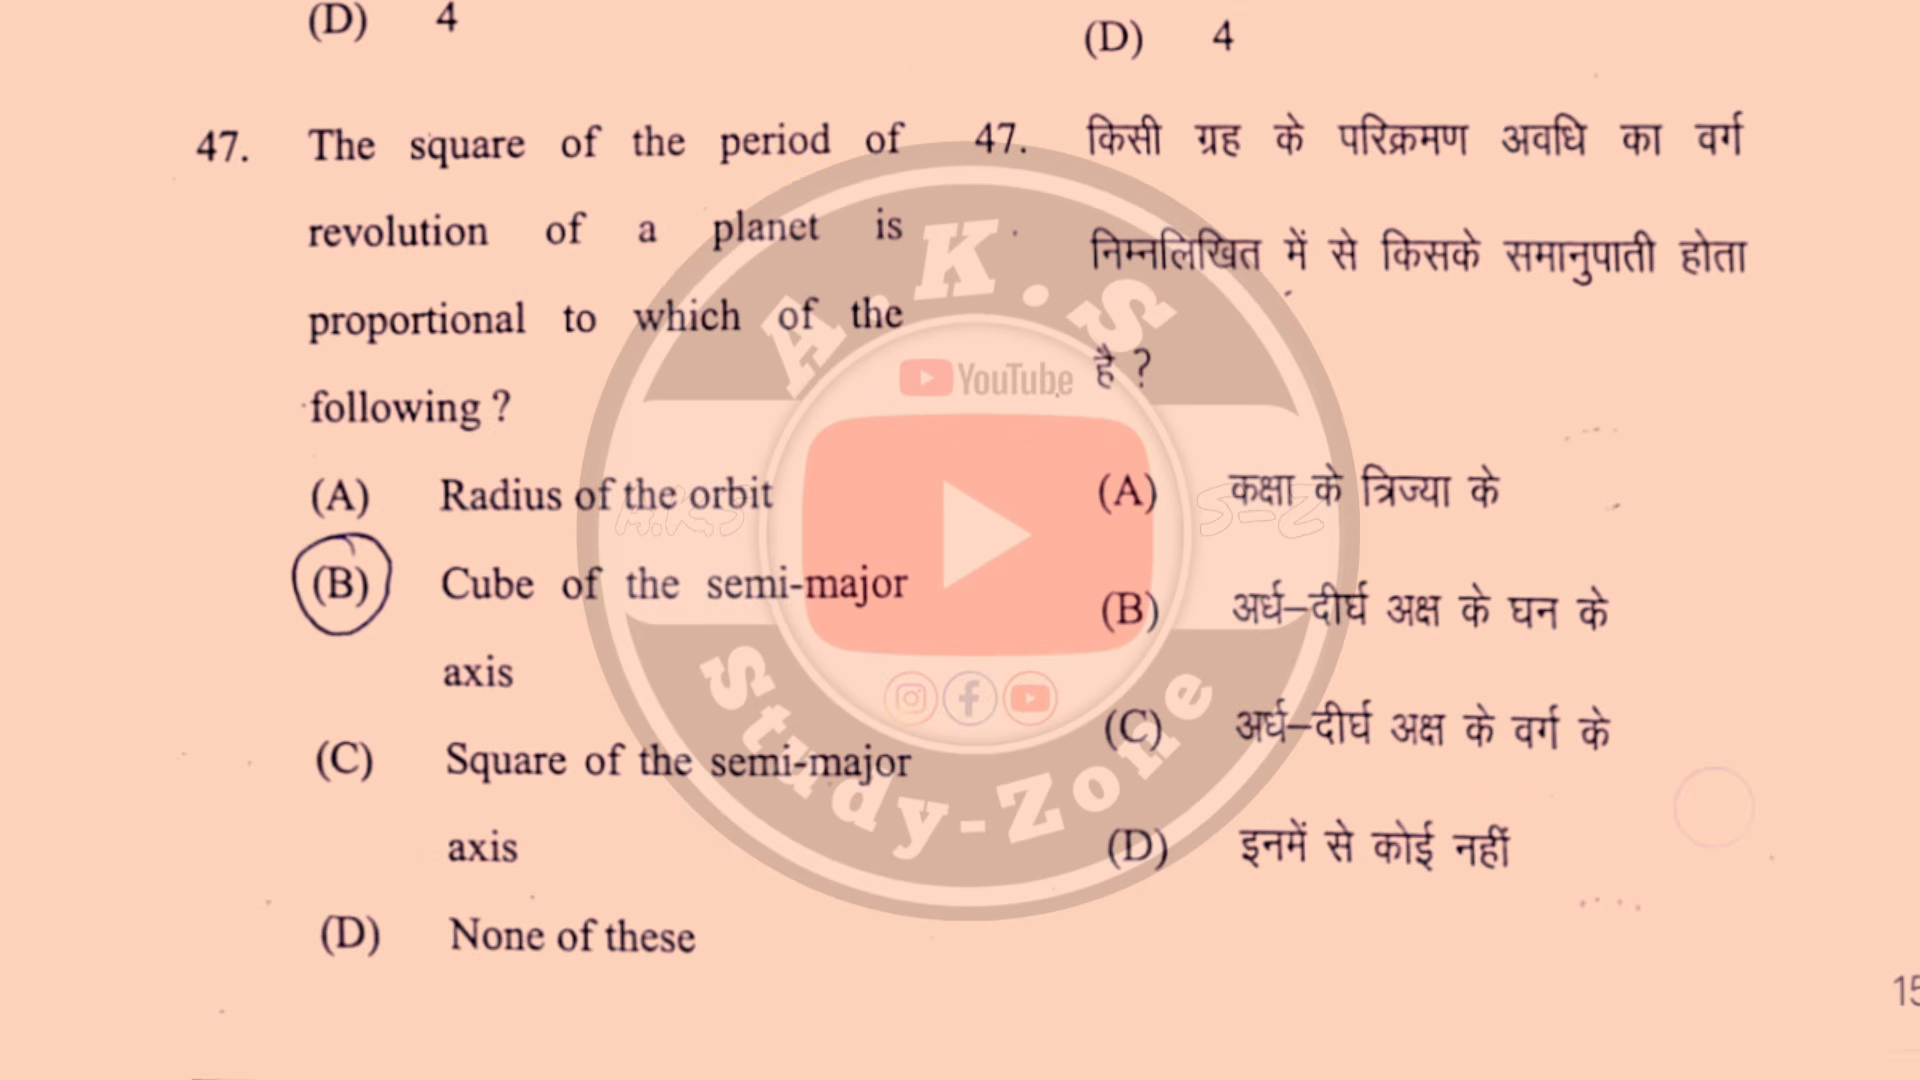 (D) 4
47. The square of the period of
revolution of a planet is
proportional to which of the
following ?
(A) Radius of the orbit
(B) Cube of the semi-major
axis
(C) Square of the semi-major
axis
(D) None of these
(D) 4
47. किसी ग्रह के परिक्रमण अवधि का वर्ग
निम्नलिखित में से किसके समानुपाती होता
है ?
(A) कक्षा के त्रिज्या के
(B) अर्ध–दीर्घ अक्ष के घन के
(C) अर्ध–दीर्घ अक्ष के वर्ग के
(D) इनमें से कोई नहीं
15
A.K.S
YouTube
A.K.S
S-Z
Study-Zone